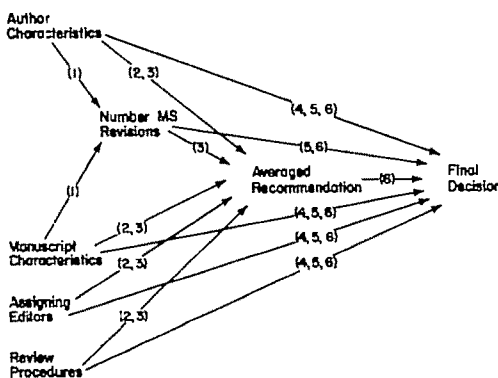 Author
Characteristics
(1)
(2, 3)
(4, 5, 6)
Number MS
Revisions
(5,6)
(3)
Averaged
Recommendation
(6)
Final
Decision
(1)
(2, 3)
(4, 5, 6)
Manuscript
Characteristics
(2, 3)
(4, 5, 6)
Assigning
Editors
(4, 5, 6)
(2, 3)
Review
Procedures